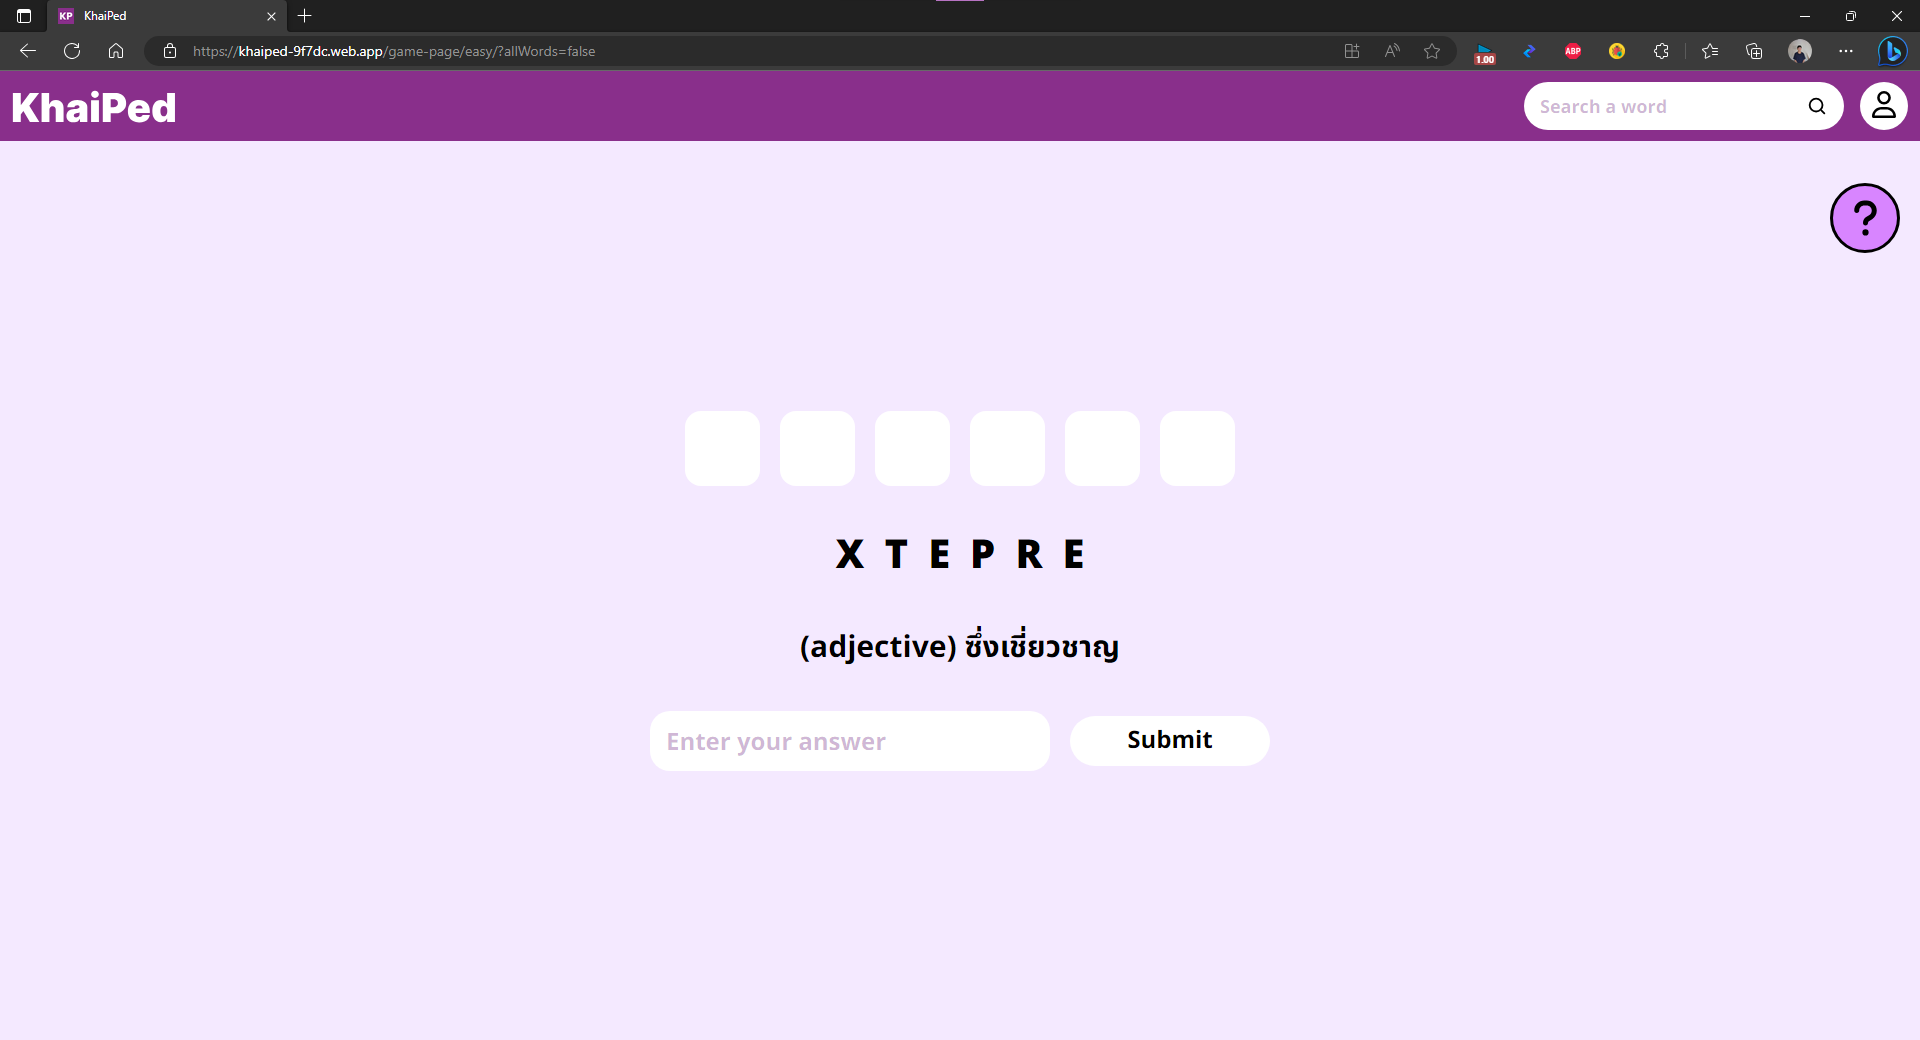 KP KhaiPed
https://khaiped-9f7dc.web.app/game-page/easy/?allWords=false
1.00
ABP
KhaiPed
Search a word
?
X T E P R E
(adjective) ซึ่งเชี่ยวชาญ
Enter your answer
Submit